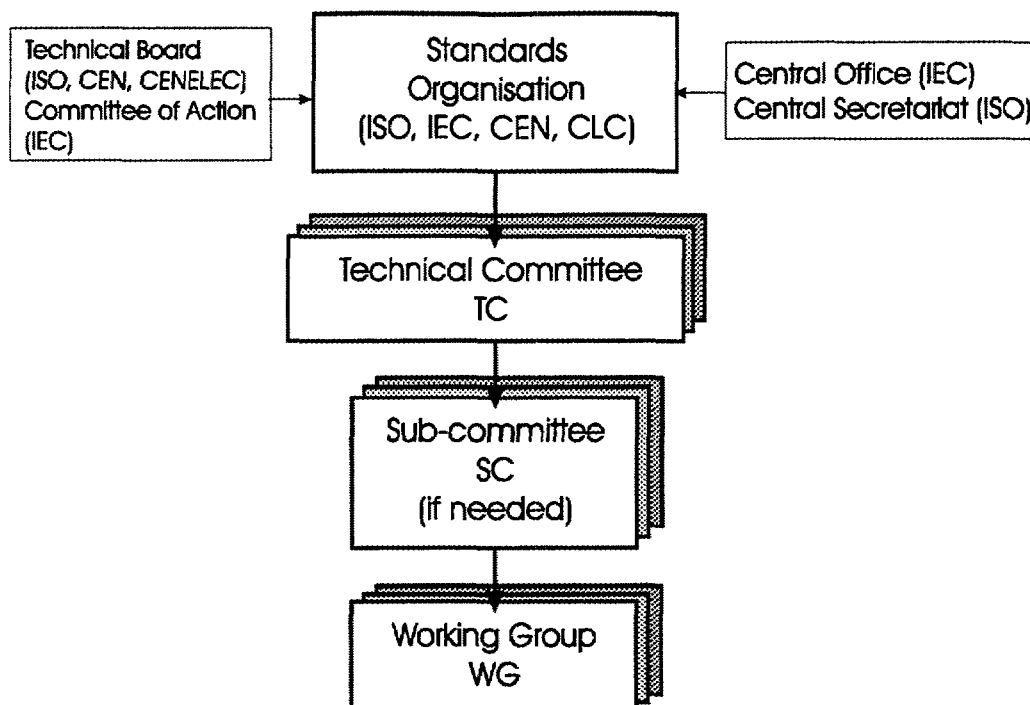 Technical Board
(ISO, CEN, CENELEC)
Committee of Action
(IEC)
Standards
Organisation
(ISO, IEC, CEN, CLC)
Central Office (IEC)
Central Secretariat (ISO)
Technical Committee
TC
Sub-committee
SC
(if needed)
Working Group
WG